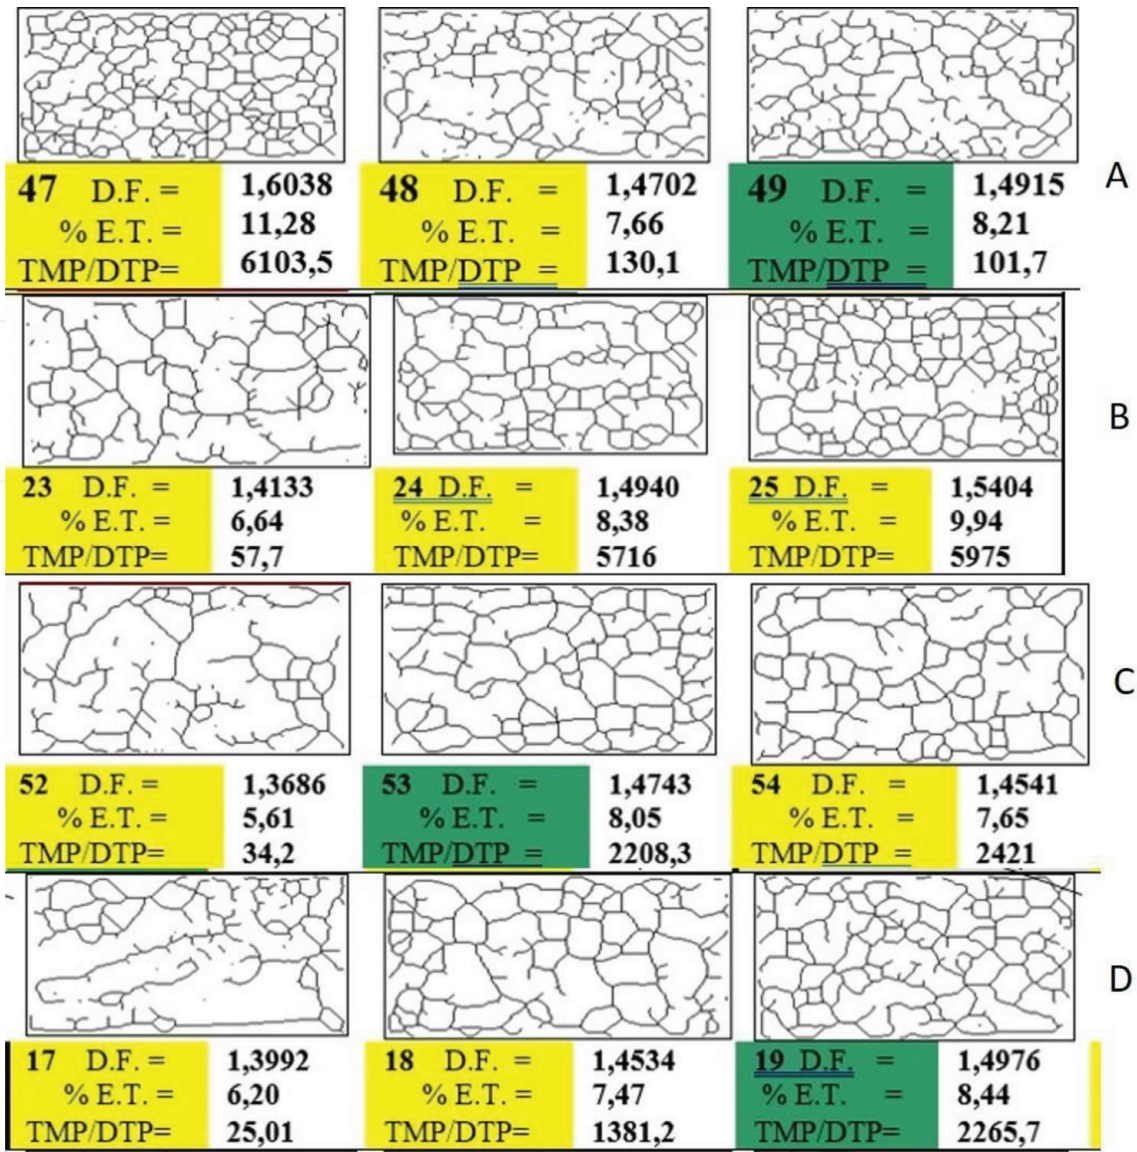 47 D.F. = 1,6038 48 D.F. = 1,4702 49 D.F. = 1,4915 A
% E.T. = 11,28 % E.T. = 7,66 % E.T. = 8,21
TMP/DTP= 6103,5 TMP/DTP = 130,1 TMP/DTP = 101,7
B
23 D.F. = 1,4133 24 D.F. = 1,4940 25 D.F. = 1,5404
% E.T. = 6,64 % E.T. = 8,38 % E.T. = 9,94
TMP/DTP= 57,7 TMP/DTP= 5716 TMP/DTP= 5975
C
52 D.F. = 1,3686 53 D.F. = 1,4743 54 D.F. = 1,4541
% E.T. = 5,61 % E.T. = 8,05 % E.T. = 7,65
TMP/DTP= 34,2 TMP/DTP = 2208,3 TMP/DTP = 2421
D
17 D.F. = 1,3992 18 D.F. = 1,4534 19 D.F. = 1,4976
% E.T. = 6,20 % E.T. = 7,47 % E.T. = 8,44
TMP/DTP= 25,01 TMP/DTP= 1381,2 TMP/DTP= 2265,7